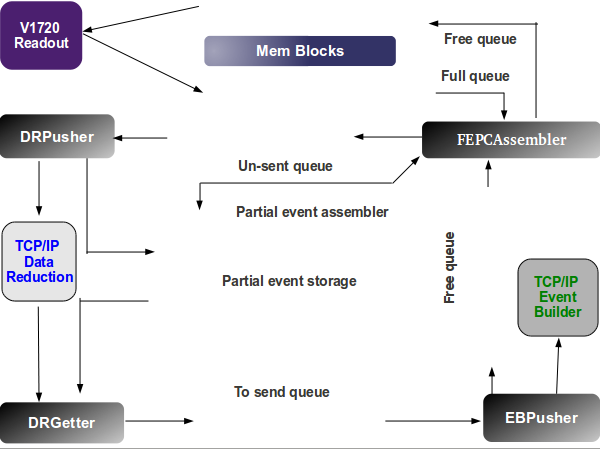 V1720
Readout
Mem Blocks
Free queue
Full queue
DRPusher
FEPCAssembler
Un-sent queue
Partial event assembler
TCP/IP
Data
Reduction
Partial event storage
Free queue
TCP/IP
Event
Builder
To send queue
DRGetter
EBPusher